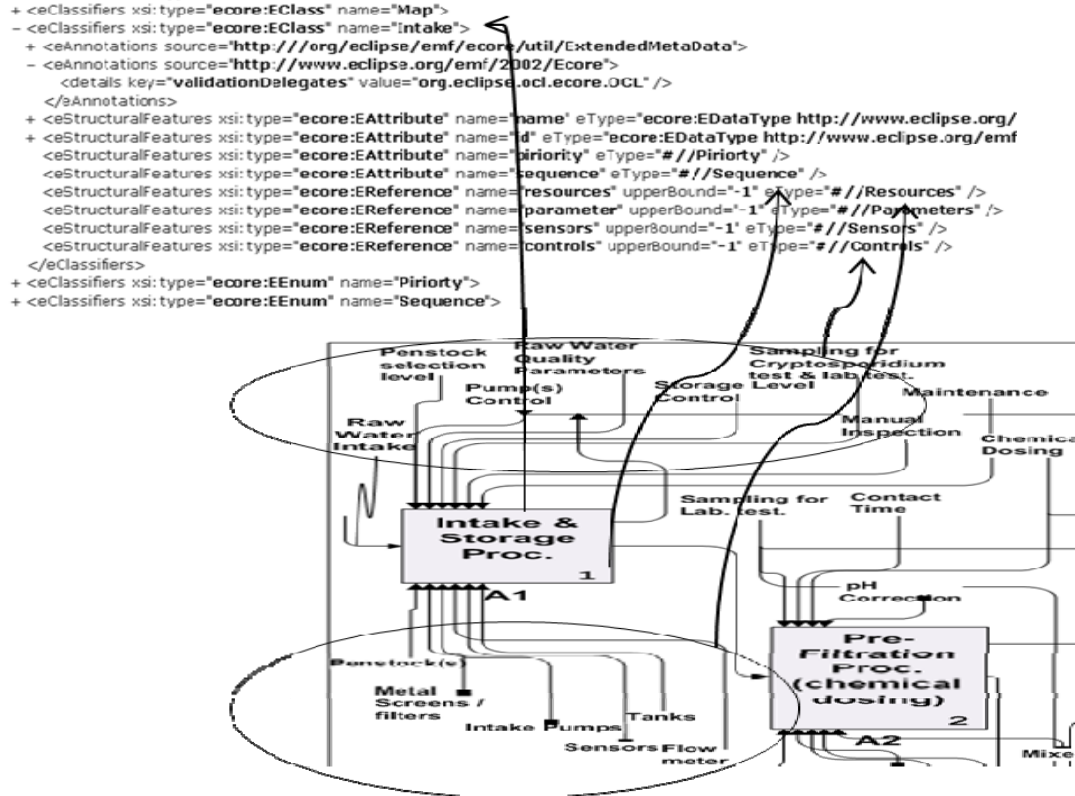 + <eClassifiers xsi:type="ecore:EClass" name="Map">
− <eClassifiers xsi:type="ecore:EClass" name="Intake">
+ <eAnnotations source="http:///org/eclipse/emf/ecore/util/ExtendedMetaData">
− <eAnnotations source="http://www.eclipse.org/emf/2002/Ecore">
<details key="validationDelegates" value="org.eclipse.ocl.ecore.OCL" />
</eAnnotations>
+ <eStructuralFeatures xsi:type="ecore:EAttribute" name="name" eType="ecore:EDataType http://www.eclipse.org/
+ <eStructuralFeatures xsi:type="ecore:EAttribute" name="id" eType="ecore:EDataType http://www.eclipse.org/emf
<eStructuralFeatures xsi:type="ecore:EAttribute" name="piriority" eType="#//Piriorty" />
<eStructuralFeatures xsi:type="ecore:EAttribute" name="sequence" eType="#//Sequence" />
<eStructuralFeatures xsi:type="ecore:EReference" name="resources" upperBound="-1" eType="#//Resources" />
<eStructuralFeatures xsi:type="ecore:EReference" name="parameter" upperBound="-1" eType="#//Parameters" />
<eStructuralFeatures xsi:type="ecore:EReference" name="sensors" upperBound="-1" eType="#//Sensors" />
<eStructuralFeatures xsi:type="ecore:EReference" name="controls" upperBound="-1" eType="#//Controls" />
</eClassifiers>
+ <eClassifiers xsi:type="ecore:EEnum" name="Piriorty">
+ <eClassifiers xsi:type="ecore:EEnum" name="Sequence">
Penstock
selection
level
Raw Water
Quality
Parameters
Pump(s)
Control
Storage Level
Control
Sampling for
Cryptosporidium
test & lab test.
Maintenance
Raw
Water
Intake
Manual
Inspection
Chemica
Dosing
Sampling for
Lab. test.
Contact
Time
Intake &
Storage
Proc.
1
A1
pH
Correction
Pre-
Filtration
Proc.
(chemical
dosing)
2
A2
Penstock(s)
Metal
Screens /
filters
Intake Pumps
Tanks
Sensors
Flow
meter
Mixe